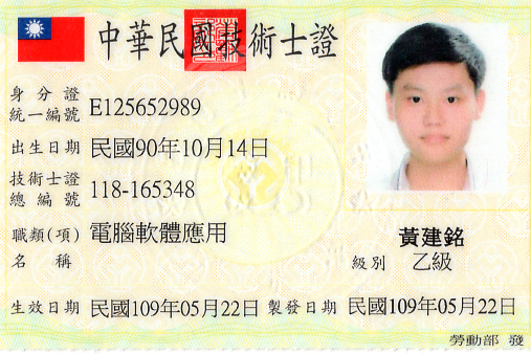 中華民國技術士證
身分證
統一編號 E125652989
出生日期 民國90年10月14日
技術士證
總編號 118-165348
職類(項)
名稱 電腦軟體應用
黃建銘
級別 乙級
生效日期 民國109年05月22日 製發日期 民國109年05月22日
勞動部 發